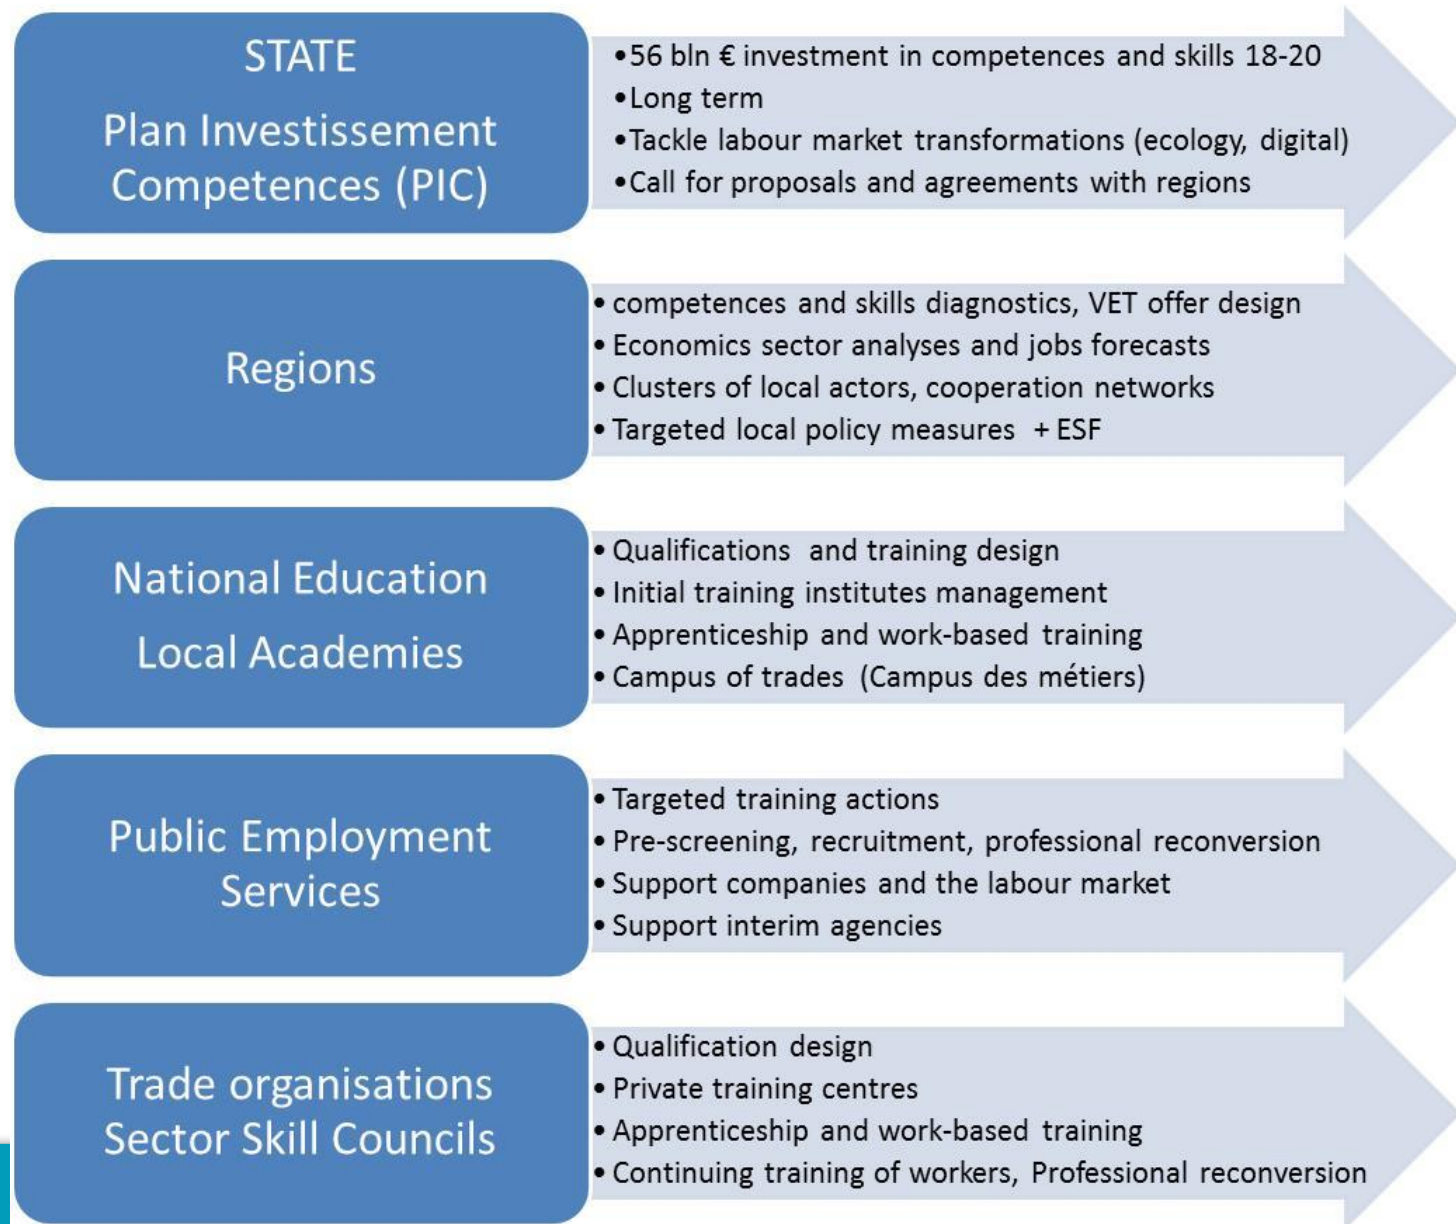 STATE
Plan Investissement
Competences (PIC)
•56 bln € investment in competences and skills 18-20
•Long term
•Tackle labour market transformations (ecology, digital)
•Call for proposals and agreements with regions
Regions
• competences and skills diagnostics, VET offer design
• Economics sector analyses and jobs forecasts
• Clusters of local actors, cooperation networks
• Targeted local policy measures + ESF
National Education
Local Academies
• Qualifications and training design
• Initial training institutes management
• Apprenticeship and work-based training
• Campus of trades (Campus des métiers)
Public Employment
Services
• Targeted training actions
• Pre-screening, recruitment, professional reconversion
• Support companies and the labour market
• Support interim agencies
Trade organisations
Sector Skill Councils
• Qualification design
• Private training centres
• Apprenticeship and work-based training
• Continuing training of workers, Professional reconversion